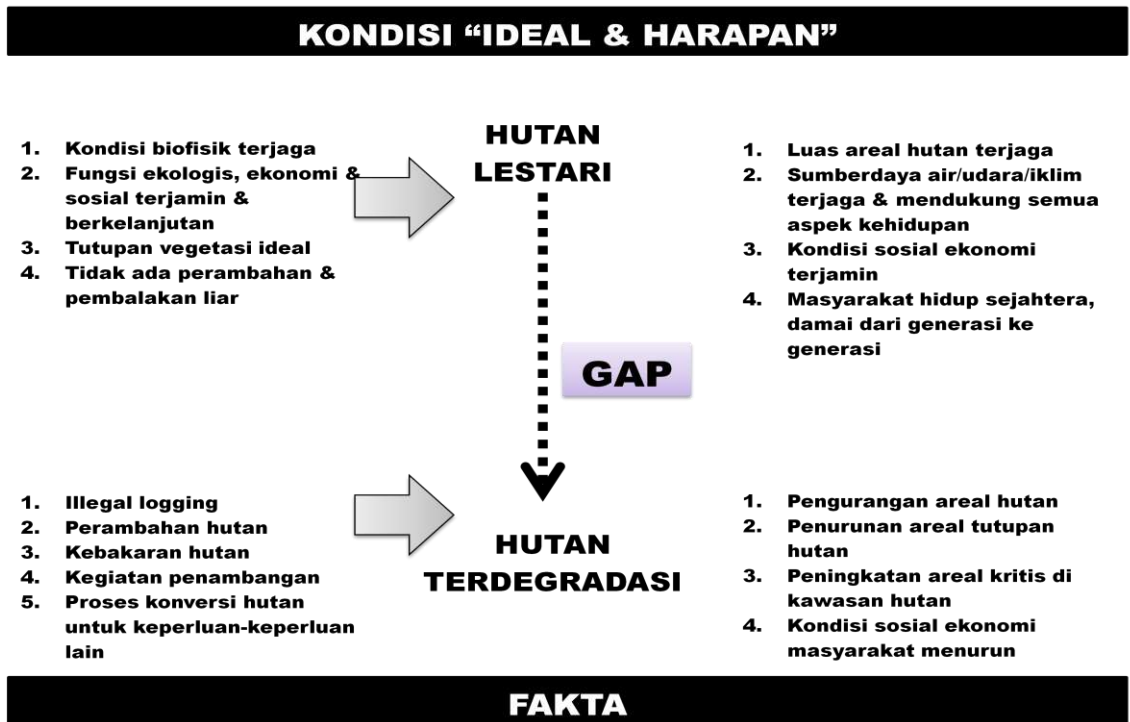 KONDISI “IDEAL & HARAPAN”
1. Kondisi biofisik terjaga
2. Fungsi ekologis, ekonomi &
sosial terjamin &
berkelanjutan
3. Tutupan vegetasi ideal
4. Tidak ada perambahan &
pembalakan liar
HUTAN
LESTARI
1. Luas areal hutan terjaga
2. Sumberdaya air/udara/iklim
terjaga & mendukung semua
aspek kehidupan
3. Kondisi sosial ekonomi
terjamin
4. Masyarakat hidup sejahtera,
damai dari generasi ke
generasi
GAP
1. Illegal logging
2. Perambahan hutan
3. Kebakaran hutan
4. Kegiatan penambangan
5. Proses konversi hutan
untuk keperluan-keperluan
lain
HUTAN
TERDEGRADASI
1. Pengurangan areal hutan
2. Penurunan areal tutupan
hutan
3. Peningkatan areal kritis di
kawasan hutan
4. Kondisi sosial ekonomi
masyarakat menurun
FAKTA